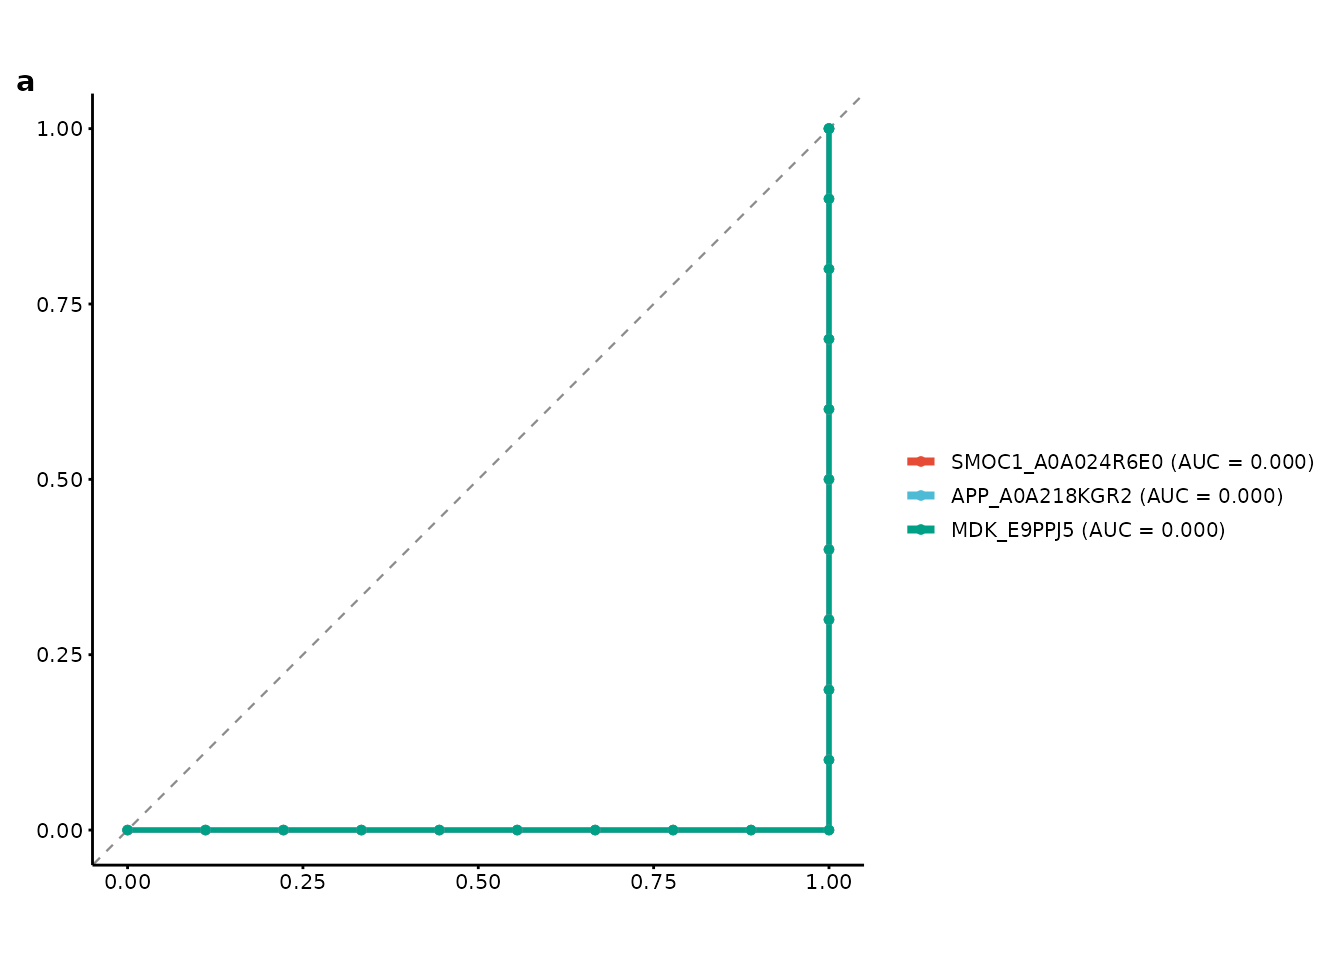 a
1.00
0.75
0.50
0.25
0.00
0.00 0.25 0.50 0.75 1.00
SMOC1_A0A024R6E0 (AUC = 0.000)
APP_A0A218KGR2 (AUC = 0.000)
MDK_E9PPJ5 (AUC = 0.000)